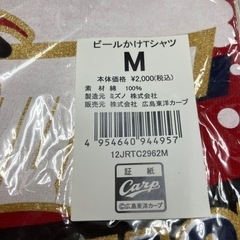 ビールかけTシャツ
M
本体価格 ¥2,000(税込)
素 材 綿 100%
製造元 ミズノ 株式会社
販売元 株式会社 広島東洋カープ
4 954640 944957
12JRTC2962M
証 紙
Carp
©広島東洋カープ